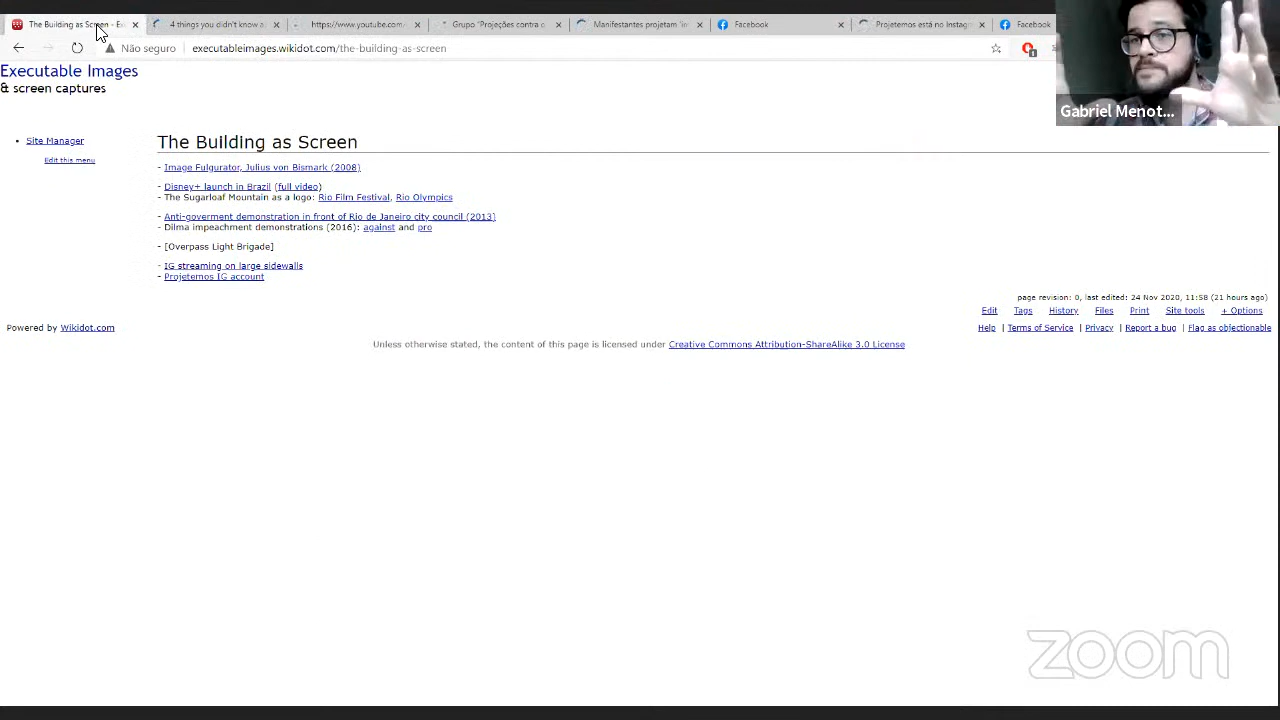 The Building as Screen - Ex
4 things you didn't know a
https://www.youtube.com/
Grupo "Projeções contra o
Manifestantes projetam "i
Facebook
Projetemos está no Instag
Facebook
Não seguro
executableimages.wikidot.com/the-building-as-screen
Executable Images
& screen captures
Gabriel Menot...
Site Manager
Edit this menu
The Building as Screen
- Image Fulgurator, Julius von Bismark (2008)
- Disney+ launch in Brazil (full video)
- The Sugarloaf Mountain as a logo: Rio Film Festival, Rio Olympics
- Anti-goverment demonstration in front of Rio de Janeiro city council (2013)
- Dilma impeachment demonstrations (2016): against and pro
- [Overpass Light Brigade]
- IG streaming on large sidewalls
- Projetemos IG account
page revision: 0, last edited: 24 Nov 2020, 11:58 (21 hours ago)
Edit Tags History Files Print Site tools + Options
Powered by Wikidot.com
Help | Terms of Service | Privacy | Report a bug | Flag as objectionable
Unless otherwise stated, the content of this page is licensed under Creative Commons Attribution-ShareAlike 3.0 License
zoom